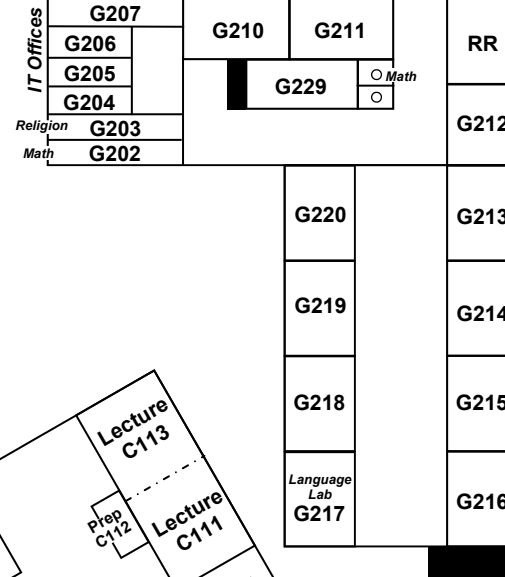 G207
G210
G211
RR
IT Offices
G206
G205
G204
G229
Math
Religion
G203
G212
Math
G202
G220
G213
G219
G214
G218
G215
Lecture
C113
Language
Lab
G217
G216
Prep
C112
Lecture
C111